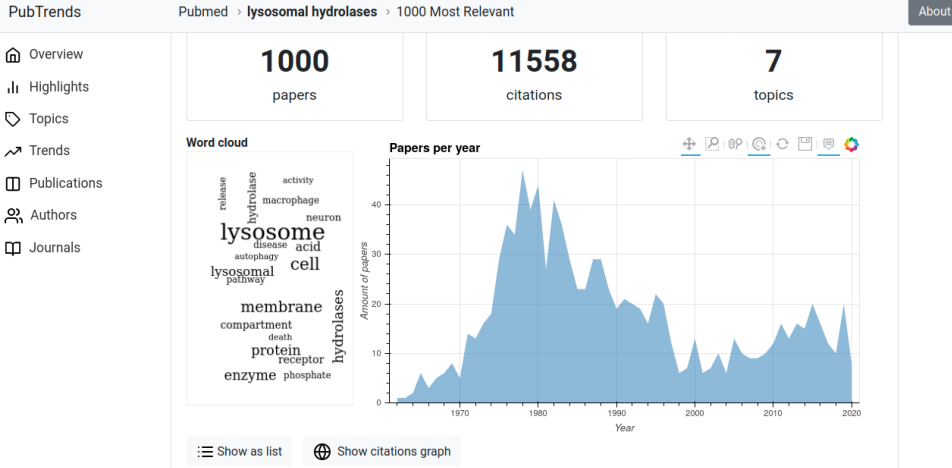 PubTrends
Pubmed > lysosomal hydrolases > 1000 Most Relevant
About
Overview
Highlights
Topics
Trends
Publications
Authors
Journals
1000
papers
11558
citations
7
topics
Word cloud
release
hydrolase
activity
macrophage
neuron
lysosome
disease
acid
autophagy
cell
lysosomal
pathway
membrane
hydrolases
compartment
death
protein
receptor
enzyme
phosphate
Papers per year
Amount of papers
40
30
20
10
0
1970
1980
1990
2000
2010
2020
Year
Show as list
Show citations graph